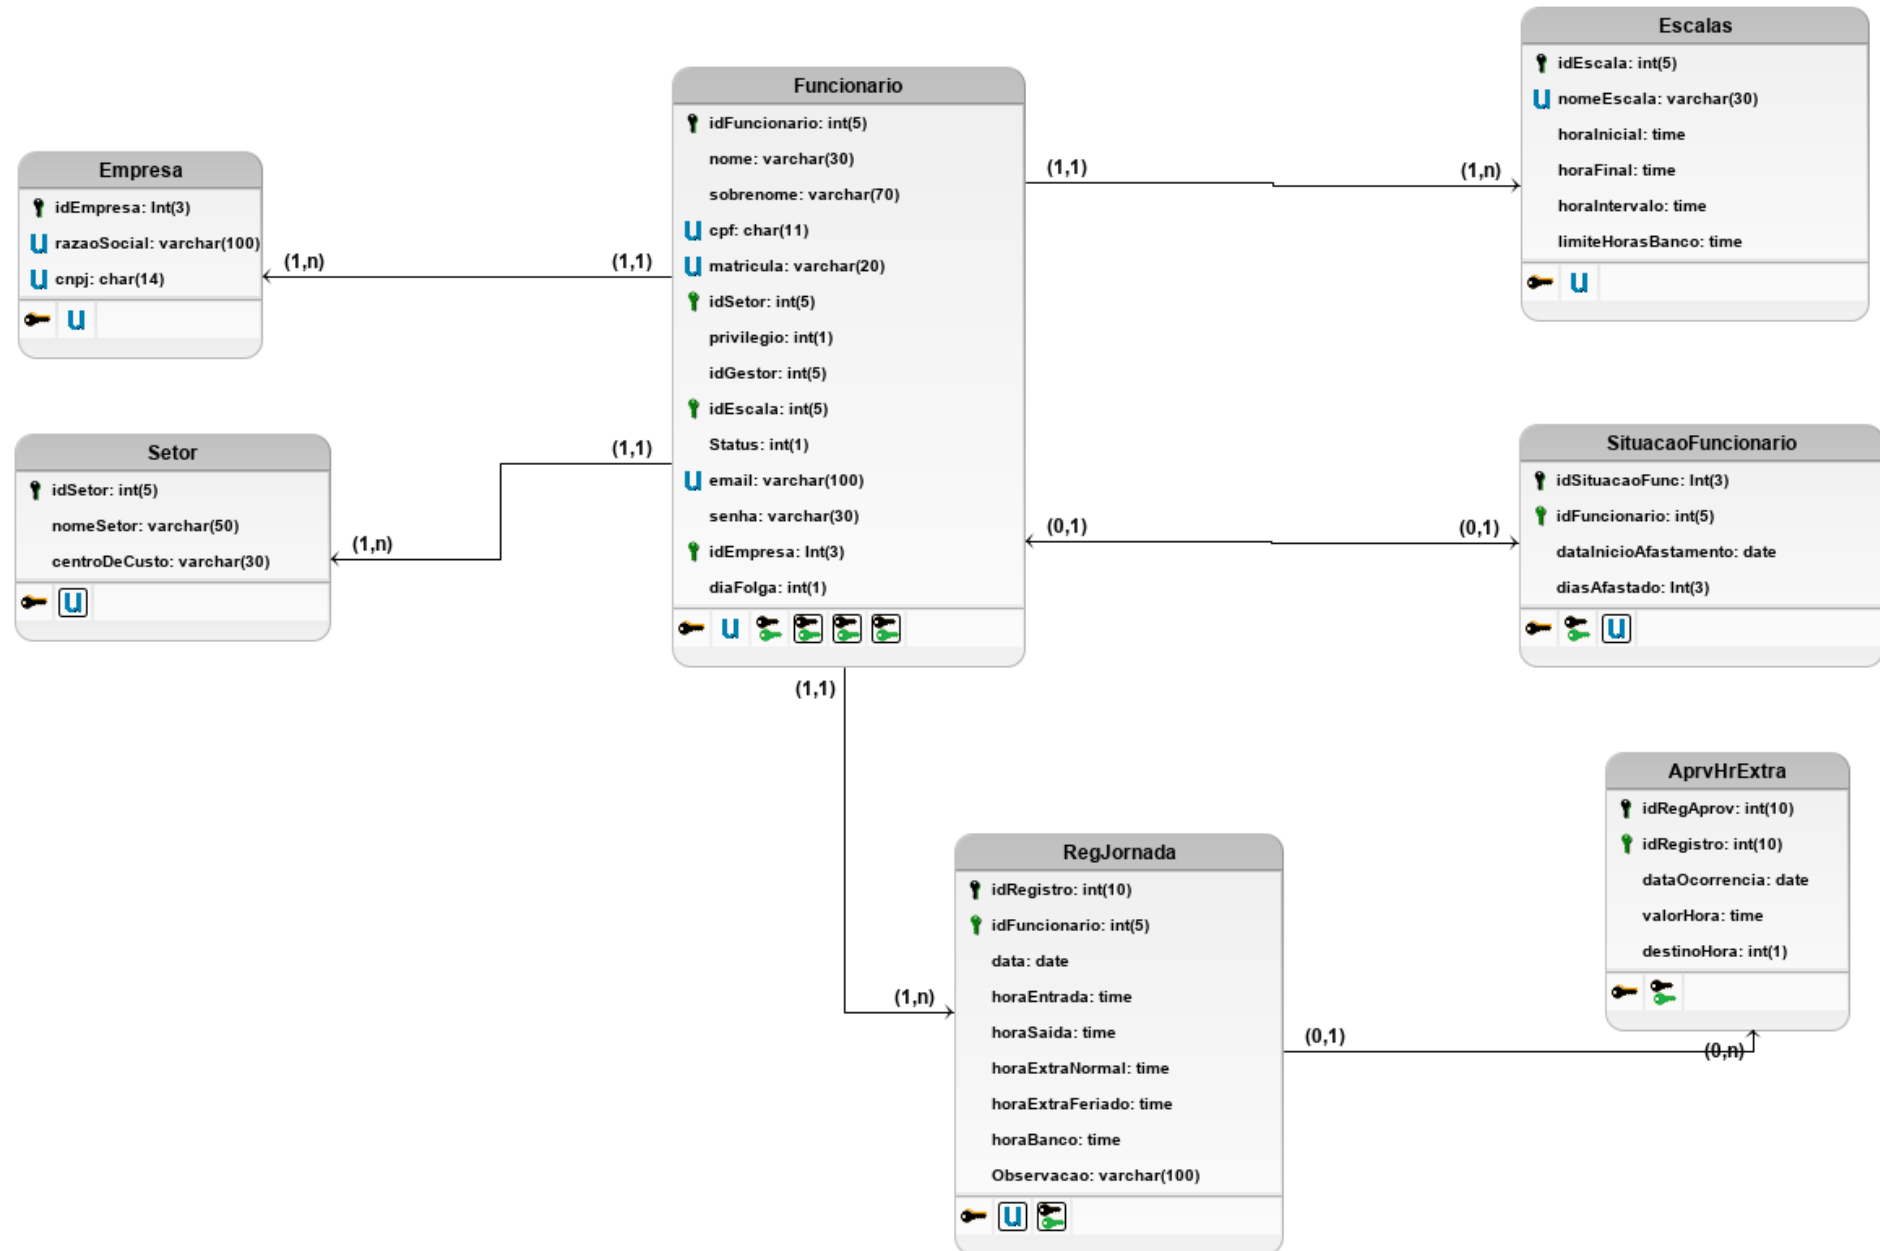 Empresa
idEmpresa: Int(3)
U razaoSocial: varchar(100)
U cnpj: char(14)
U
(1,n)
(1,1)
Setor
idSetor: int(5)
nomeSetor: varchar(50)
centroDeCusto: varchar(30)
U
(1,n)
(1,1)
Funcionario
idFuncionario: int(5)
nome: varchar(30)
sobrenome: varchar(70)
U cpf: char(11)
U matricula: varchar(20)
idSetor: int(5)
privilegio: int(1)
idGestor: int(5)
idEscala: int(5)
Status: int(1)
U email: varchar(100)
senha: varchar(30)
idEmpresa: Int(3)
diaFolga: int(1)
U
(1,1)
(1,n)
Escalas
idEscala: int(5)
U nomeEscala: varchar(30)
horaInicial: time
horaFinal: time
horaIntervalo: time
limiteHorasBanco: time
U
(0,1)
(0,1)
SituacaoFuncionario
idSituacaoFunc: Int(3)
idFuncionario: int(5)
dataInicioAfastamento: date
diasAfastado: Int(3)
U
(1,1)
(1,n)
RegJornada
idRegistro: int(10)
idFuncionario: int(5)
data: date
horaEntrada: time
horaSaida: time
horaExtraNormal: time
horaExtraFeriado: time
horaBanco: time
Observacao: varchar(100)
U
(0,1)
(0,n)
AprvHrExtra
idRegAprov: int(10)
idRegistro: int(10)
dataOcorrencia: date
valorHora: time
destinoHora: int(1)